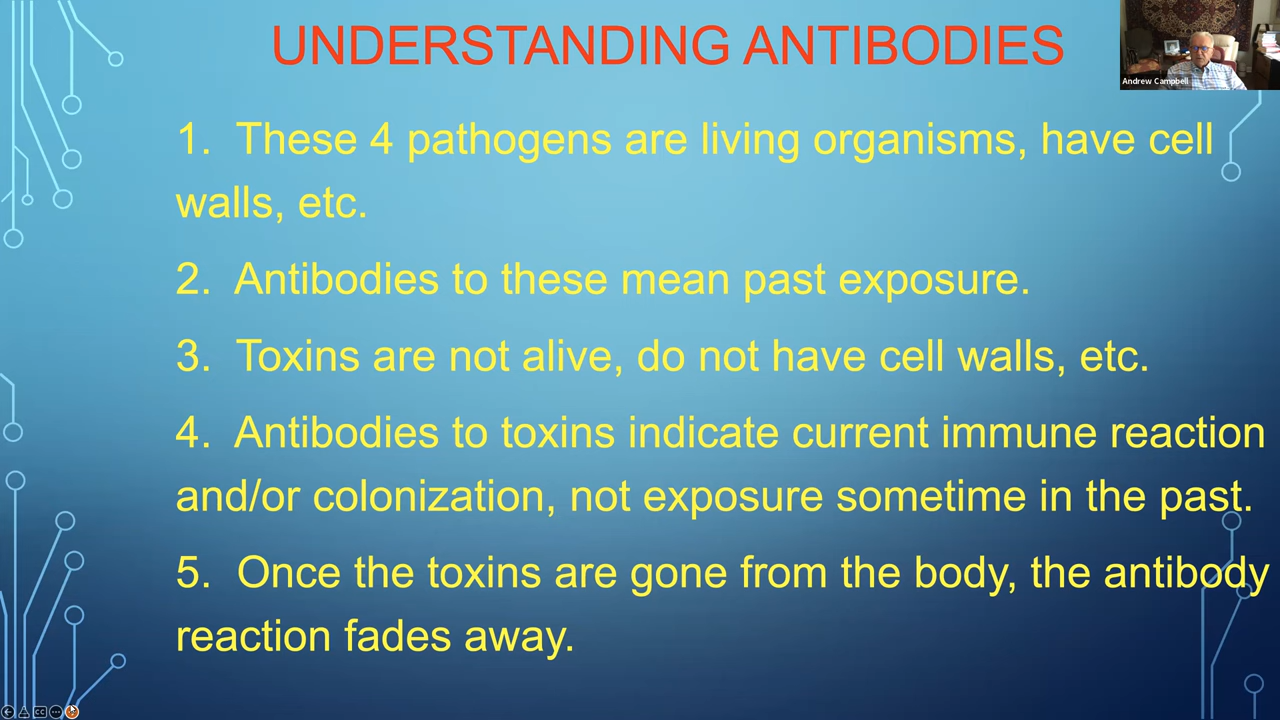 UNDERSTANDING ANTIBODIES
Andrew Campbell
1. These 4 pathogens are living organisms, have cell
walls, etc.
2. Antibodies to these mean past exposure.
3. Toxins are not alive, do not have cell walls, etc.
4. Antibodies to toxins indicate current immune reaction
and/or colonization, not exposure sometime in the past.
5. Once the toxins are gone from the body, the antibody
reaction fades away.